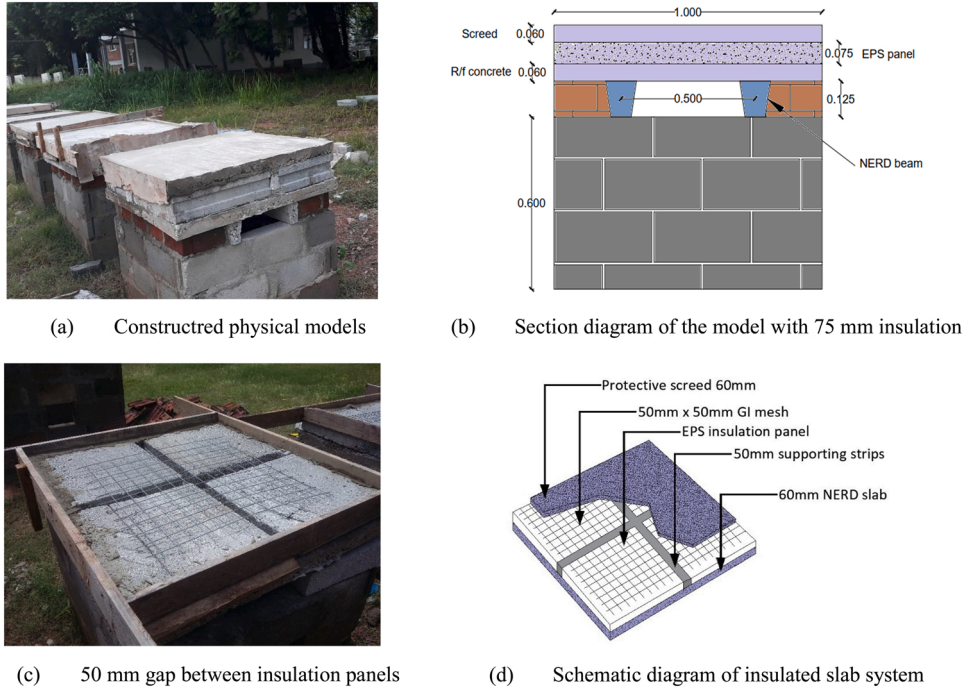 1.000
Screed 0.060
0.075 EPS panel
R/f concrete 0.060
0.500
0.125
NERD beam
0.600
(a) Constructred physical models
(b) Section diagram of the model with 75 mm insulation
Protective screed 60mm
50mm x 50mm GI mesh
EPS insulation panel
50mm supporting strips
60mm NERD slab
(c) 50 mm gap between insulation panels
(d) Schematic diagram of insulated slab system